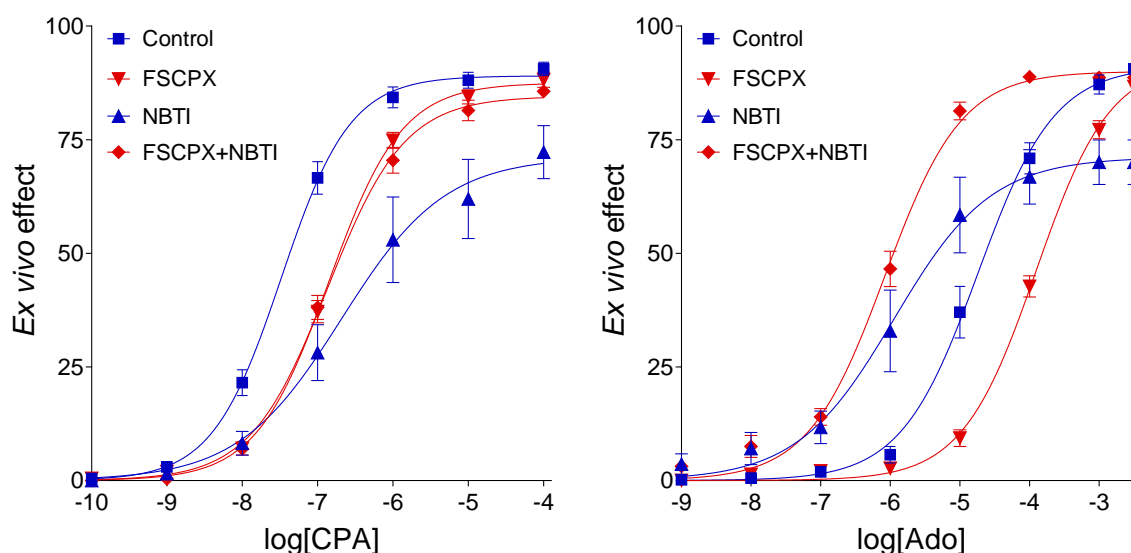 100
75
50
25
0
Ex vivo effect
Control
FSCPX
NBTI
FSCPX+NBTI
-10 -9 -8 -7 -6 -5 -4
log[CPA]
100
75
50
25
0
Ex vivo effect
Control
FSCPX
NBTI
FSCPX+NBTI
-9 -8 -7 -6 -5 -4 -3
log[Ado]